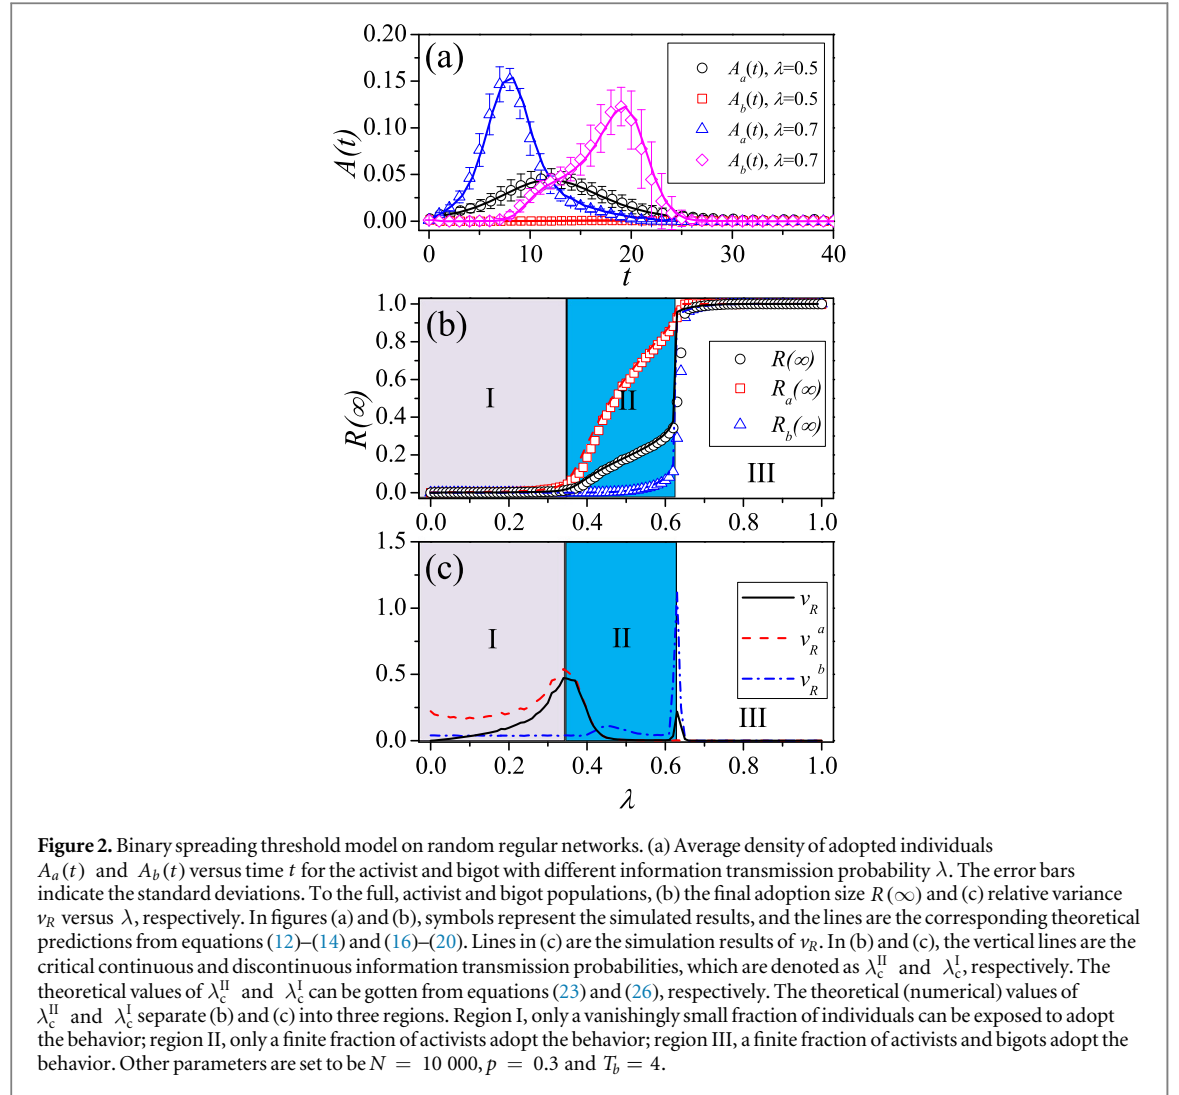 0.20
0.15
0.10
0.05
0.00
A(t)
(a)
A_a(t), λ=0.5
A_b(t), λ=0.5
A_a(t), λ=0.7
A_b(t), λ=0.7
0 10 20 30 40
t
1.0
0.8
0.6
0.4
0.2
0.0
R(∞)
(b)
I
II
III
R(∞)
R_a(∞)
R_b(∞)
0.0 0.2 0.4 0.6 0.8 1.0
1.5
1.0
0.5
0.0
(c)
I
II
III
v_R
v_R^a
v_R^b
0.0 0.2 0.4 0.6 0.8 1.0
λ
Figure 2. Binary spreading threshold model on random regular networks. (a) Average density of adopted individuals
A_a(t) and A_b(t) versus time t for the activist and bigot with different information transmission probability λ. The error bars
indicate the standard deviations. To the full, activist and bigot populations, (b) the final adoption size R(∞) and (c) relative variance
v_R versus λ, respectively. In figures (a) and (b), symbols represent the simulated results, and the lines are the corresponding theoretical
predictions from equations (12)–(14) and (16)–(20). Lines in (c) are the simulation results of v_R. In (b) and (c), the vertical lines are the
critical continuous and discontinuous information transmission probabilities, which are denoted as λ_c^II and λ_c^I, respectively. The
theoretical values of λ_c^II and λ_c^I can be gotten from equations (23) and (26), respectively. The theoretical (numerical) values of
λ_c^II and λ_c^I separate (b) and (c) into three regions. Region I, only a vanishingly small fraction of individuals can be exposed to adopt
the behavior; region II, only a finite fraction of activists adopt the behavior; region III, a finite fraction of activists and bigots adopt the
behavior. Other parameters are set to be N = 10 000, p = 0.3 and T_b = 4.